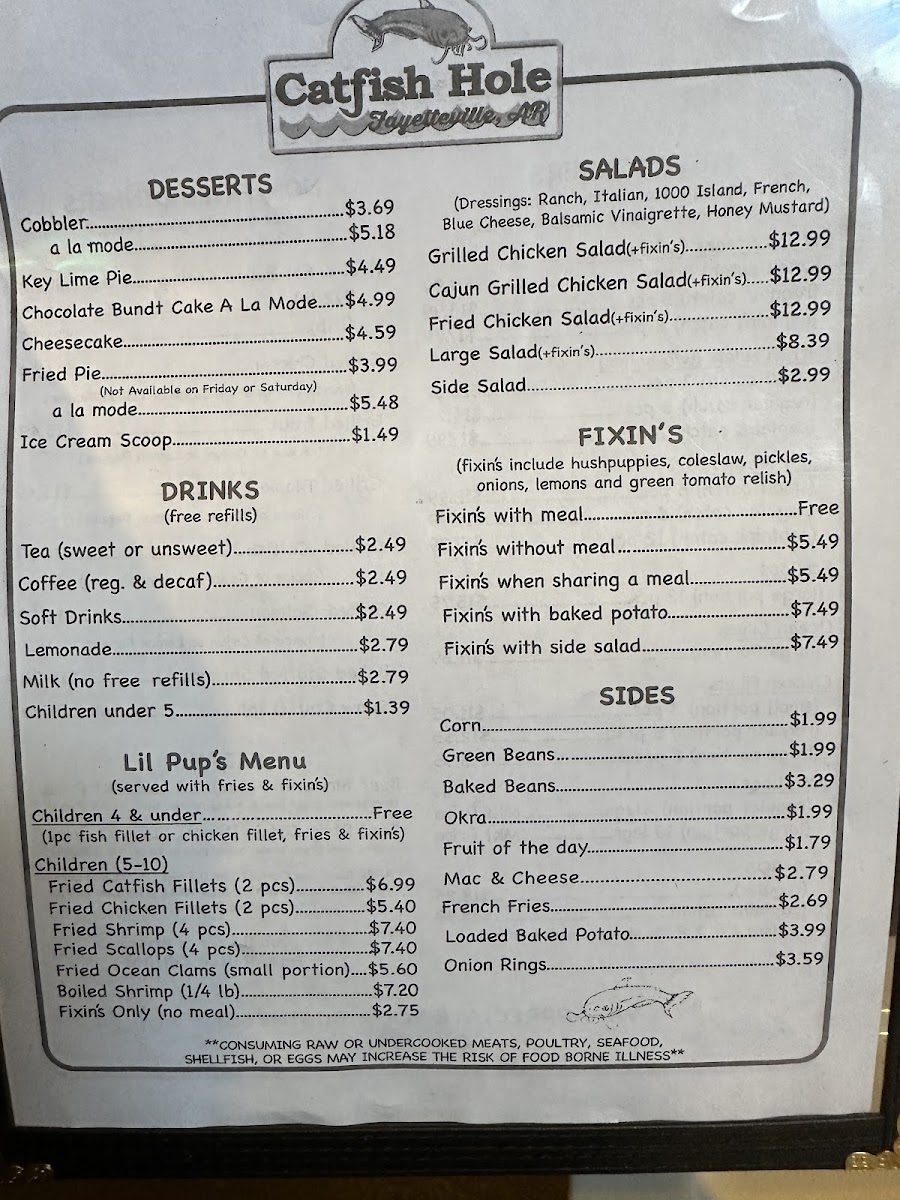 Catfish Hole
Fayetteville, AR
DESSERTS
Cobbler..........$3.69
a la mode..........$5.18
Key Lime Pie..........$4.49
Chocolate Bundt Cake A La Mode......$4.99
Cheesecake..........$4.59
Fried Pie..........$3.99
(Not Available on Friday or Saturday)
a la mode..........$5.48
Ice Cream Scoop..........$1.49
DRINKS
(free refills)
Tea (sweet or unsweet)..........$2.49
Coffee (reg. & decaf)..........$2.49
Soft Drinks..........$2.49
Lemonade..........$2.79
Milk (no free refills)..........$2.79
Children under 5..........$1.39
Lil Pup's Menu
(served with fries & fixin's)
Children 4 & under..........Free
(1pc fish fillet or chicken fillet, fries & fixin's)
Children (5-10)
Fried Catfish Fillets (2 pcs)..........$6.99
Fried Chicken Fillets (2 pcs)..........$5.40
Fried Shrimp (4 pcs)..........$7.40
Fried Scallops (4 pcs)..........$7.40
Fried Ocean Clams (small portion)....$5.60
Boiled Shrimp (1/4 lb)..........$7.20
Fixin's Only (no meal)..........$2.75
SALADS
(Dressings: Ranch, Italian, 1000 Island, French,
Blue Cheese, Balsamic Vinaigrette, Honey Mustard)
Grilled Chicken Salad(+fixin's)..........$12.99
Cajun Grilled Chicken Salad(+fixin's).....$12.99
Fried Chicken Salad(+fixin's)..........$12.99
Large Salad(+fixin's)..........$8.39
Side Salad..........$2.99
FIXIN'S
(fixin's include hushpuppies, coleslaw, pickles,
onions, lemons and green tomato relish)
Fixin's with meal..........Free
Fixin's without meal..........$5.49
Fixin's when sharing a meal..........$5.49
Fixin's with baked potato..........$7.49
Fixin's with side salad..........$7.49
SIDES
Corn..........$1.99
Green Beans..........$1.99
Baked Beans..........$3.29
Okra..........$1.99
Fruit of the day..........$1.79
Mac & Cheese..........$2.79
French Fries..........$2.69
Loaded Baked Potato..........$3.99
Onion Rings..........$3.59
**CONSUMING RAW OR UNDERCOOKED MEATS, POULTRY, SEAFOOD,
SHELLFISH, OR EGGS MAY INCREASE THE RISK OF FOOD BORNE ILLNESS**